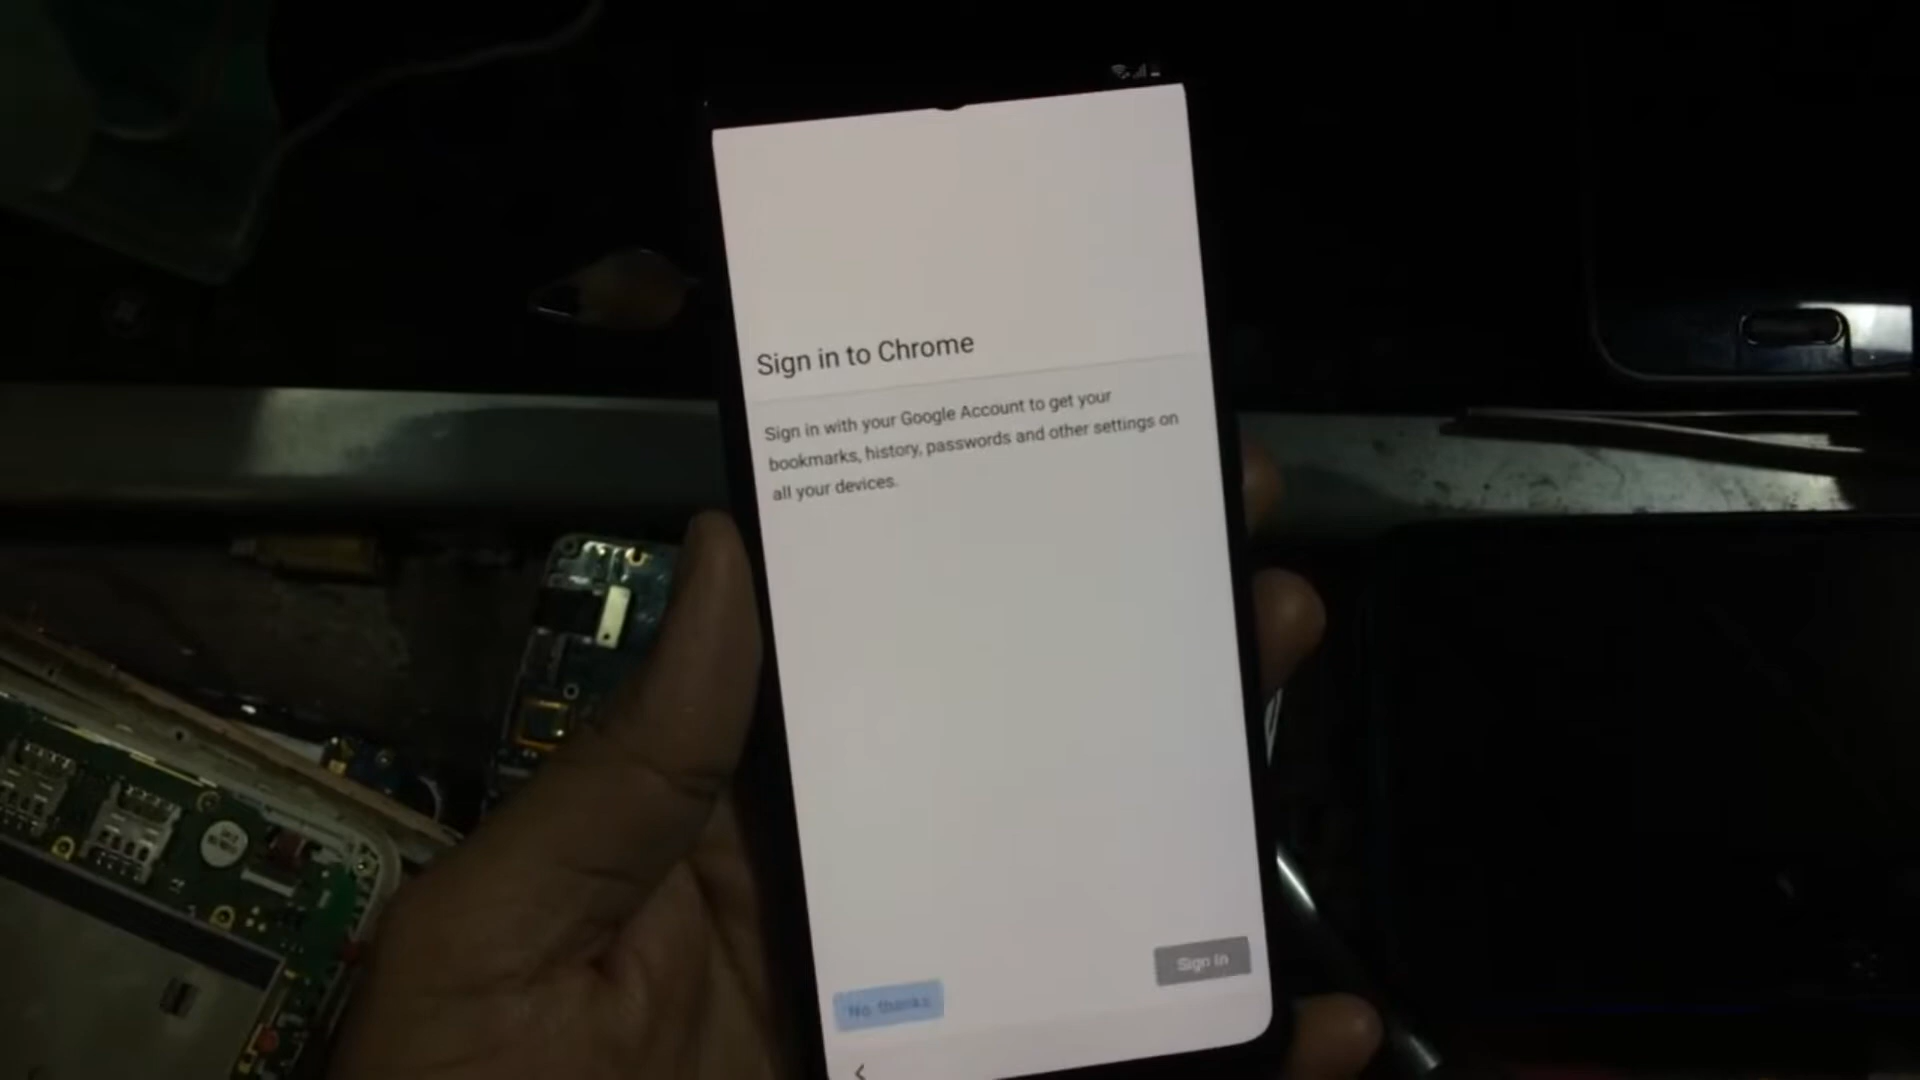 Sign in to Chrome
Sign in with your Google Account to get your
bookmarks, history, passwords and other settings on
all your devices.
Sign in
No thanks